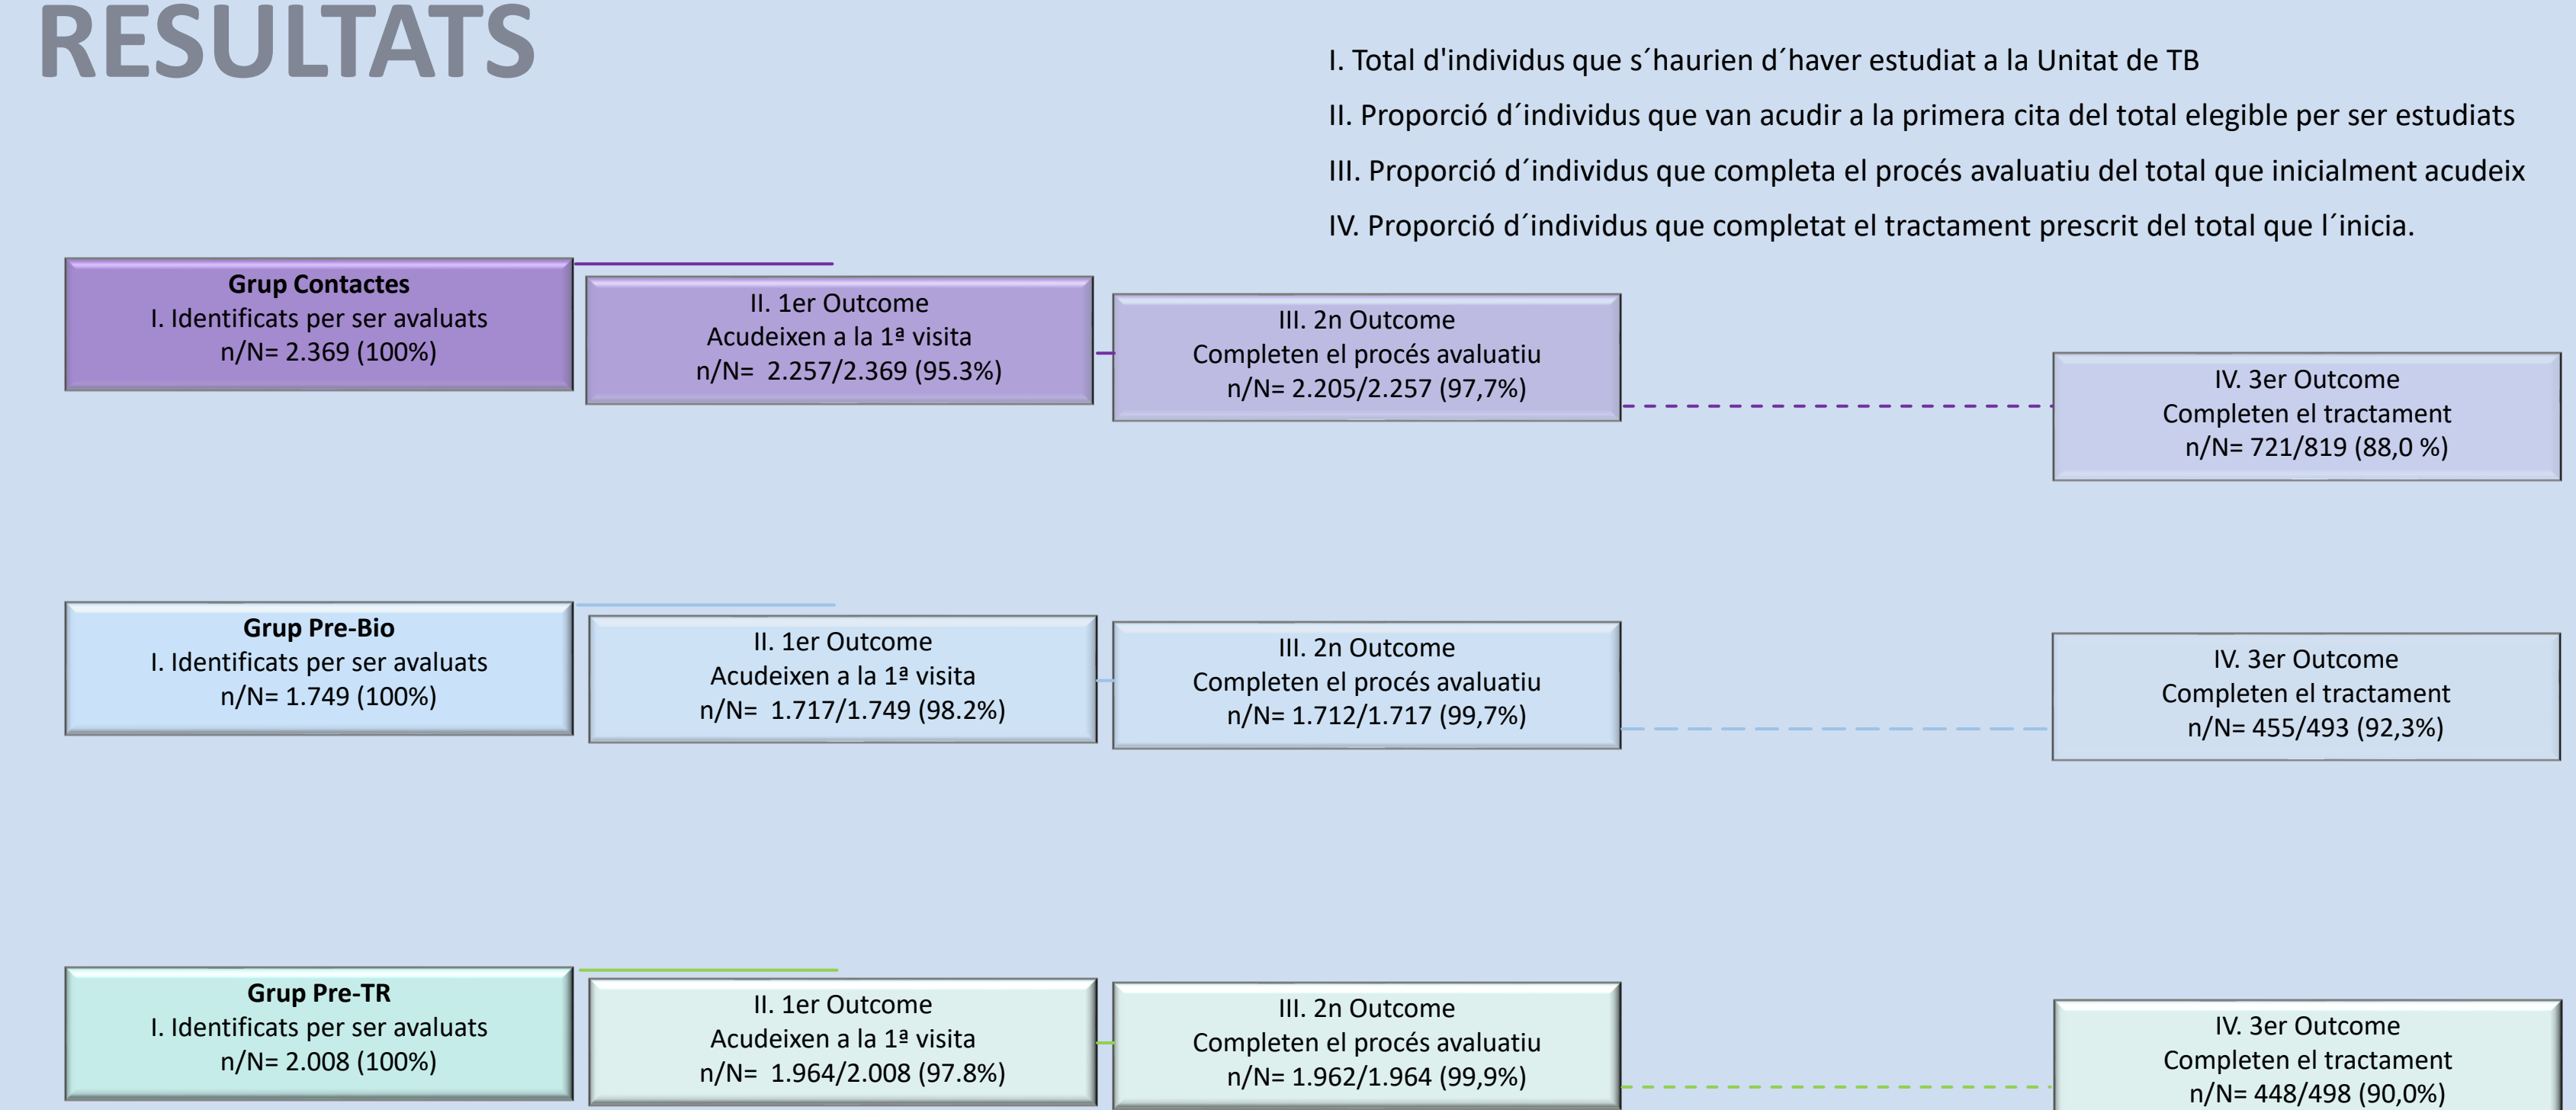 RESULTATS
I. Total d'individus que s´haurien d´haver estudiat a la Unitat de TB
II. Proporció d´individus que van acudir a la primera cita del total elegible per ser estudiats
III. Proporció d´individus que completa el procés avaluatiu del total que inicialment acudeix
IV. Proporció d´individus que completat el tractament prescrit del total que l´inicia.
Grup Contactes
I. Identificats per ser avaluats
n/N= 2.369 (100%)
II. 1er Outcome
Acudeixen a la 1ª visita
n/N= 2.257/2.369 (95.3%)
III. 2n Outcome
Completen el procés avaluatiu
n/N= 2.205/2.257 (97,7%)
IV. 3er Outcome
Completen el tractament
n/N= 721/819 (88,0 %)
Grup Pre-Bio
I. Identificats per ser avaluats
n/N= 1.749 (100%)
II. 1er Outcome
Acudeixen a la 1ª visita
n/N= 1.717/1.749 (98.2%)
III. 2n Outcome
Completen el procés avaluatiu
n/N= 1.712/1.717 (99,7%)
IV. 3er Outcome
Completen el tractament
n/N= 455/493 (92,3%)
Grup Pre-TR
I. Identificats per ser avaluats
n/N= 2.008 (100%)
II. 1er Outcome
Acudeixen a la 1ª visita
n/N= 1.964/2.008 (97.8%)
III. 2n Outcome
Completen el procés avaluatiu
n/N= 1.962/1.964 (99,9%)
IV. 3er Outcome
Completen el tractament
n/N= 448/498 (90,0%)